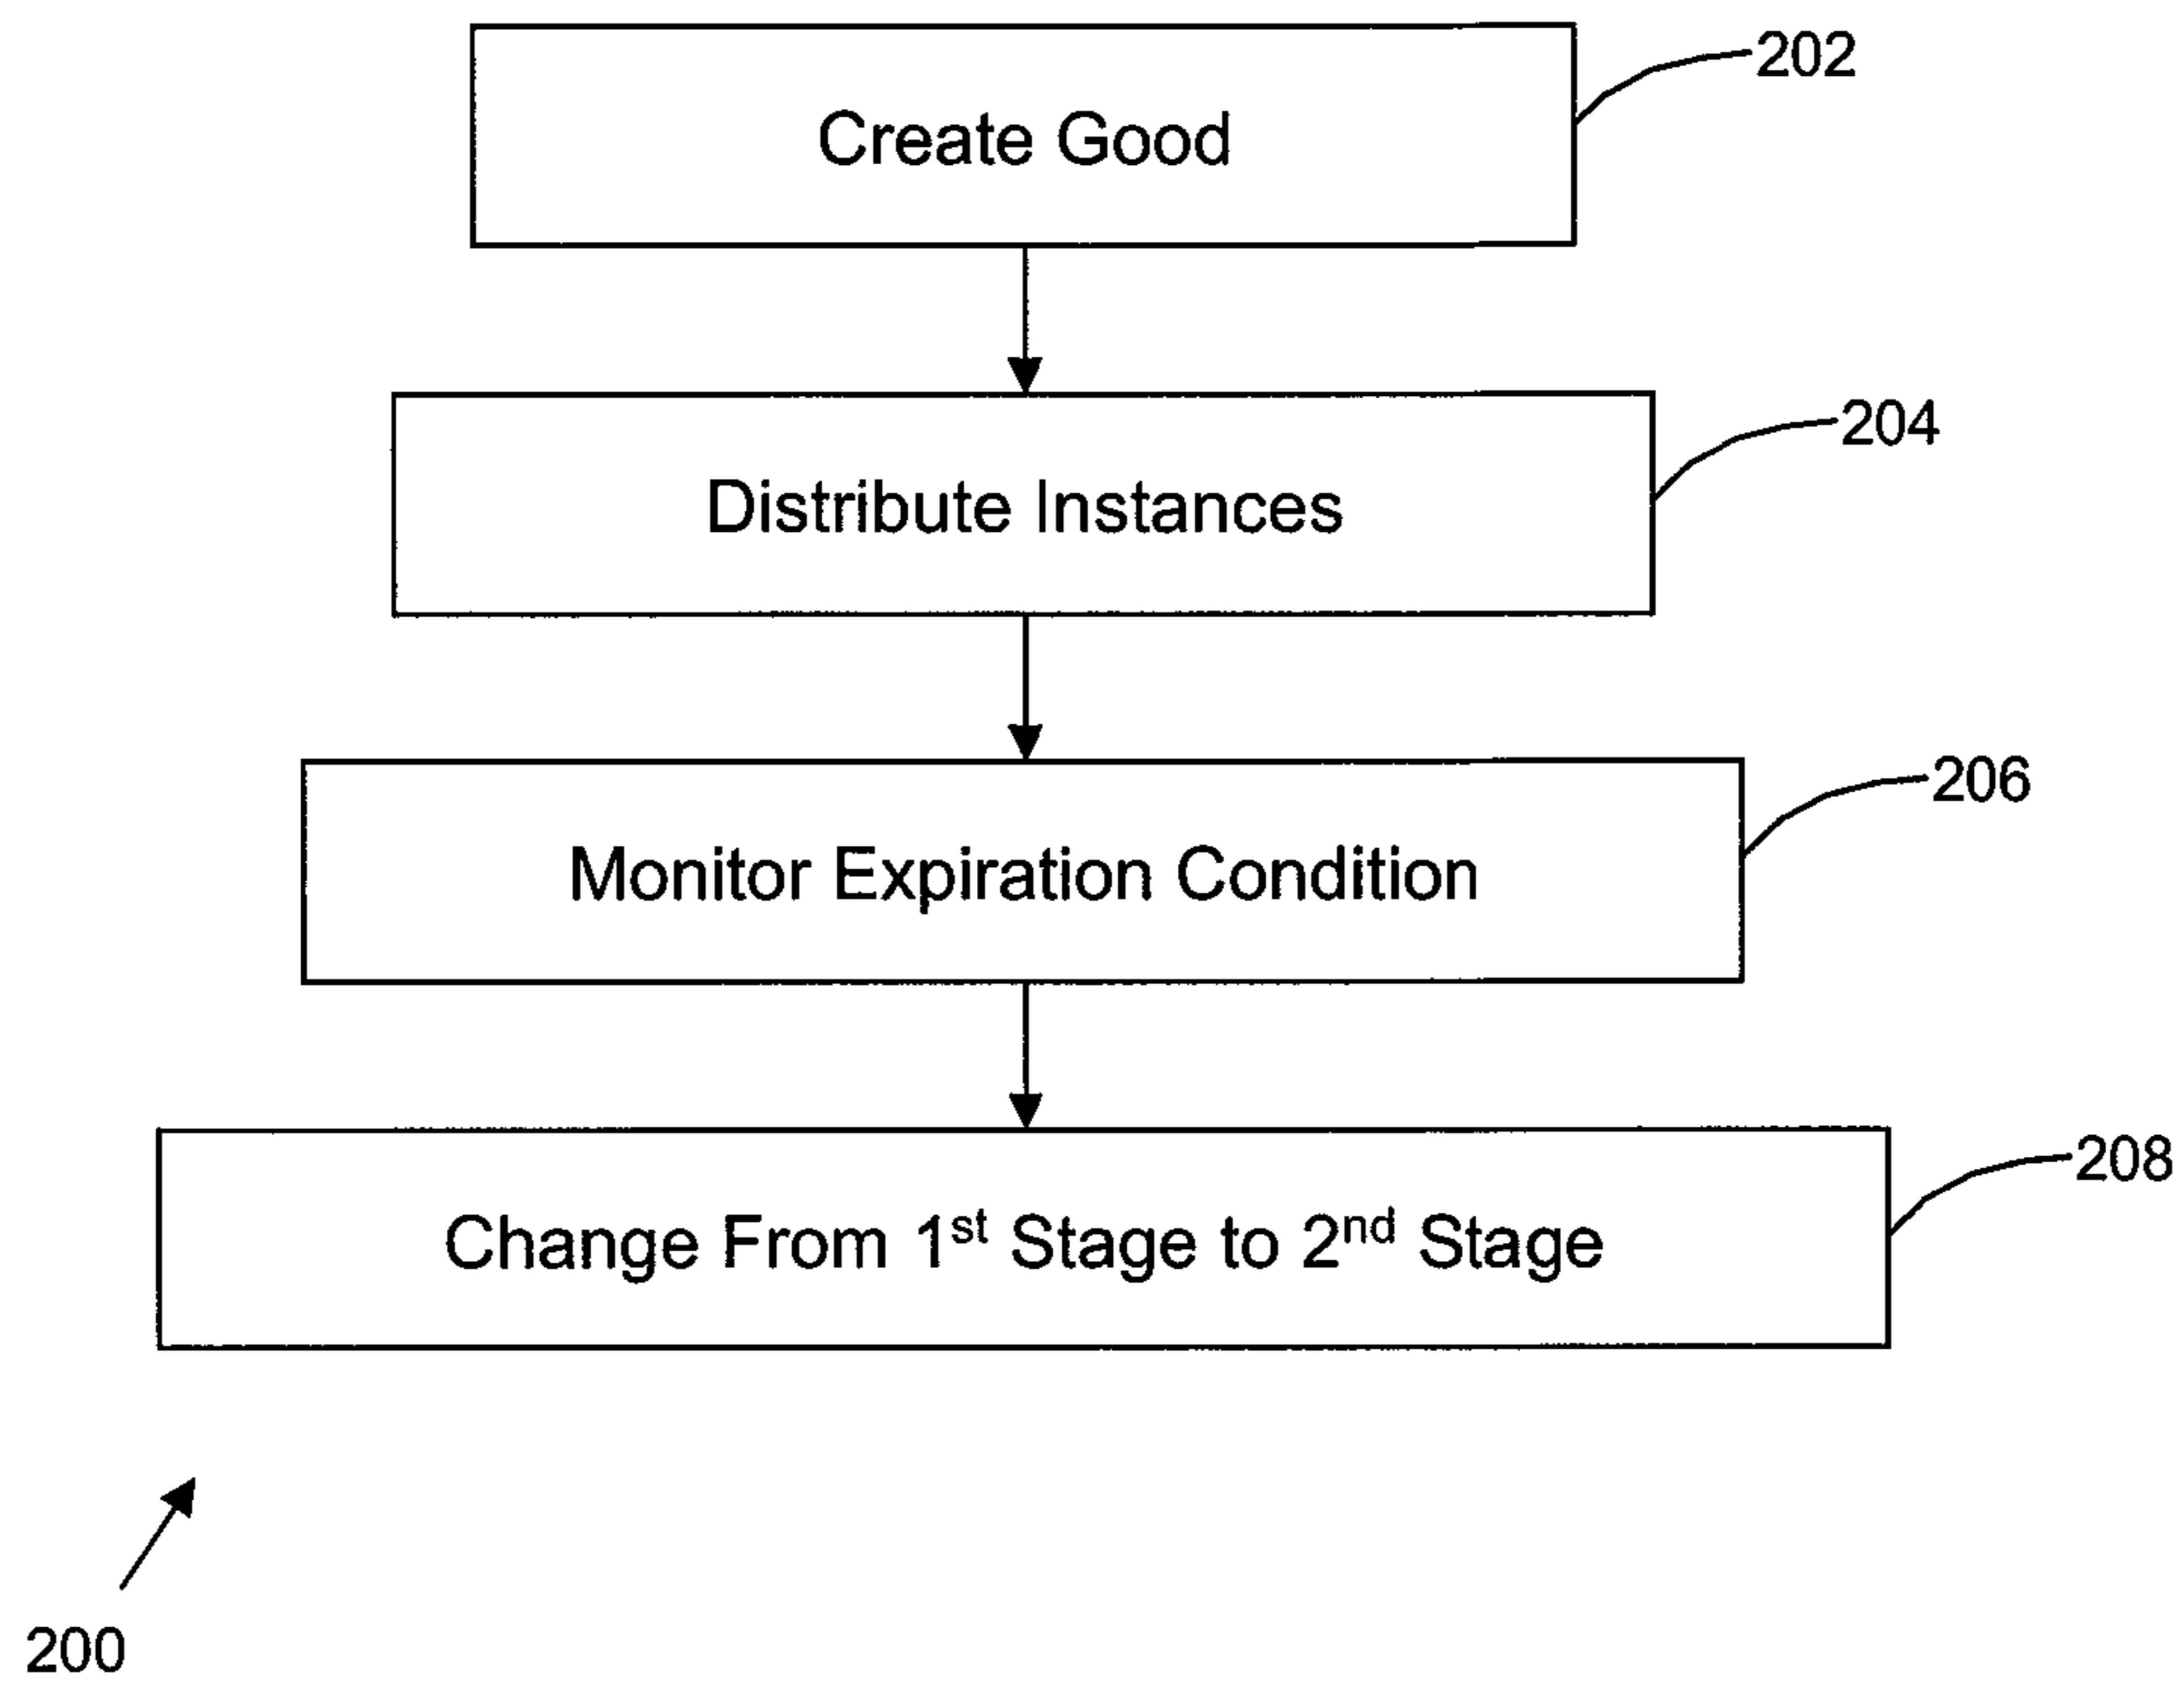 202
Create Good
204
Distribute Instances
206
Monitor Expiration Condition
208
Change From 1st Stage to 2nd Stage
200